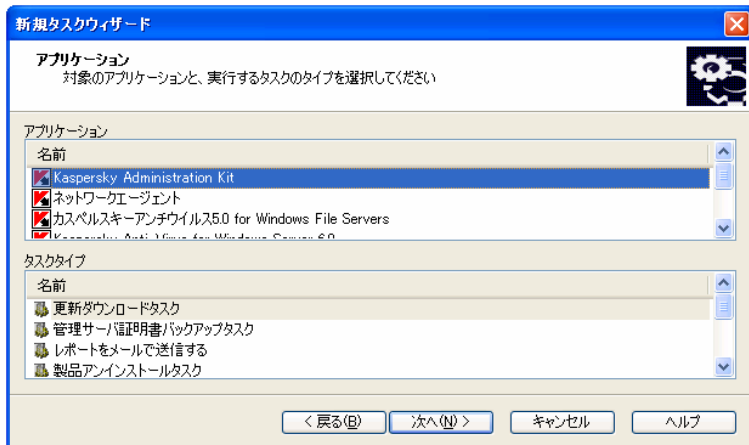 新規タスクウィザード
アプリケーション
対象のアプリケーションと、実行するタスクのタイプを選択してください
アプリケーション
名前
Kaspersky Administration Kit
ネットワークエージェント
カスペルスキーアンチウイルス5.0 for Windows File Servers
Kaspersky Anti-Virus for Windows Server 6.0
タスクタイプ
名前
更新ダウンロードタスク
管理サーバ証明書バックアップタスク
レポートをメールで送信する
製品アンインストールタスク
< 戻る(B)
次へ(N) >
キャンセル
ヘルプ